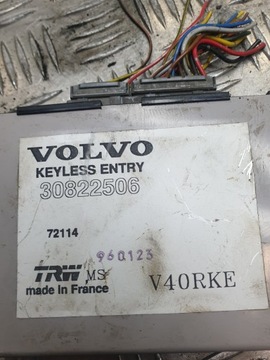 VOLVO
KEYLESS ENTRY
30822506
72114
960123
TRW MS V40RKE
made in France